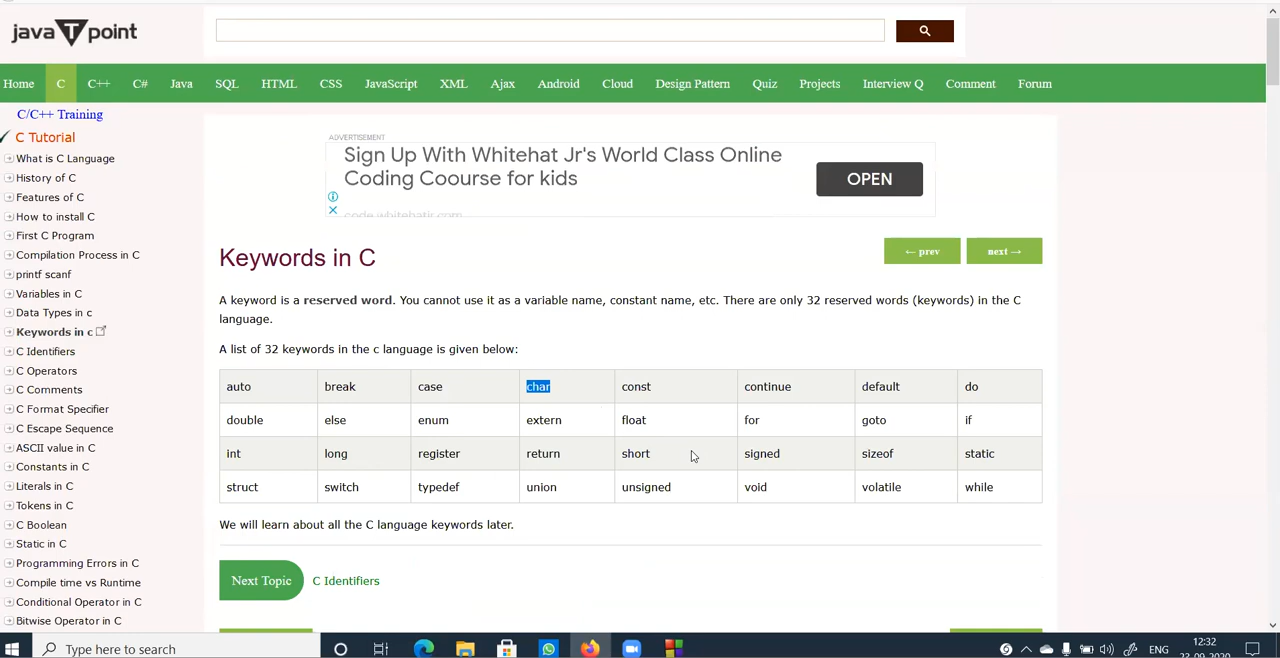 java T point
Home C C++ C# Java SQL HTML CSS JavaScript XML Ajax Android Cloud Design Pattern Quiz Projects Interview Q Comment Forum
C/C++ Training
C Tutorial
What is C Language
History of C
Features of C
How to install C
First C Program
Compilation Process in C
printf scanf
Variables in C
Data Types in c
Keywords in c
C Identifiers
C Operators
C Comments
C Format Specifier
C Escape Sequence
ASCII value in C
Constants in C
Literals in C
Tokens in C
C Boolean
Static in C
Programming Errors in C
Compile time vs Runtime
Conditional Operator in C
Bitwise Operator in C
ADVERTISEMENT
Sign Up With Whitehat Jr's World Class Online
Coding Coourse for kids
code.whitehatjr.com
OPEN
Keywords in C
← prev next →
A keyword is a reserved word. You cannot use it as a variable name, constant name, etc. There are only 32 reserved words (keywords) in the C
language.
A list of 32 keywords in the c language is given below:
auto break case char const continue default do
double else enum extern float for goto if
int long register return short signed sizeof static
struct switch typedef union unsigned void volatile while
We will learn about all the C language keywords later.
Next Topic C Identifiers
Type here to search
ENG
12:32
23-09-2020